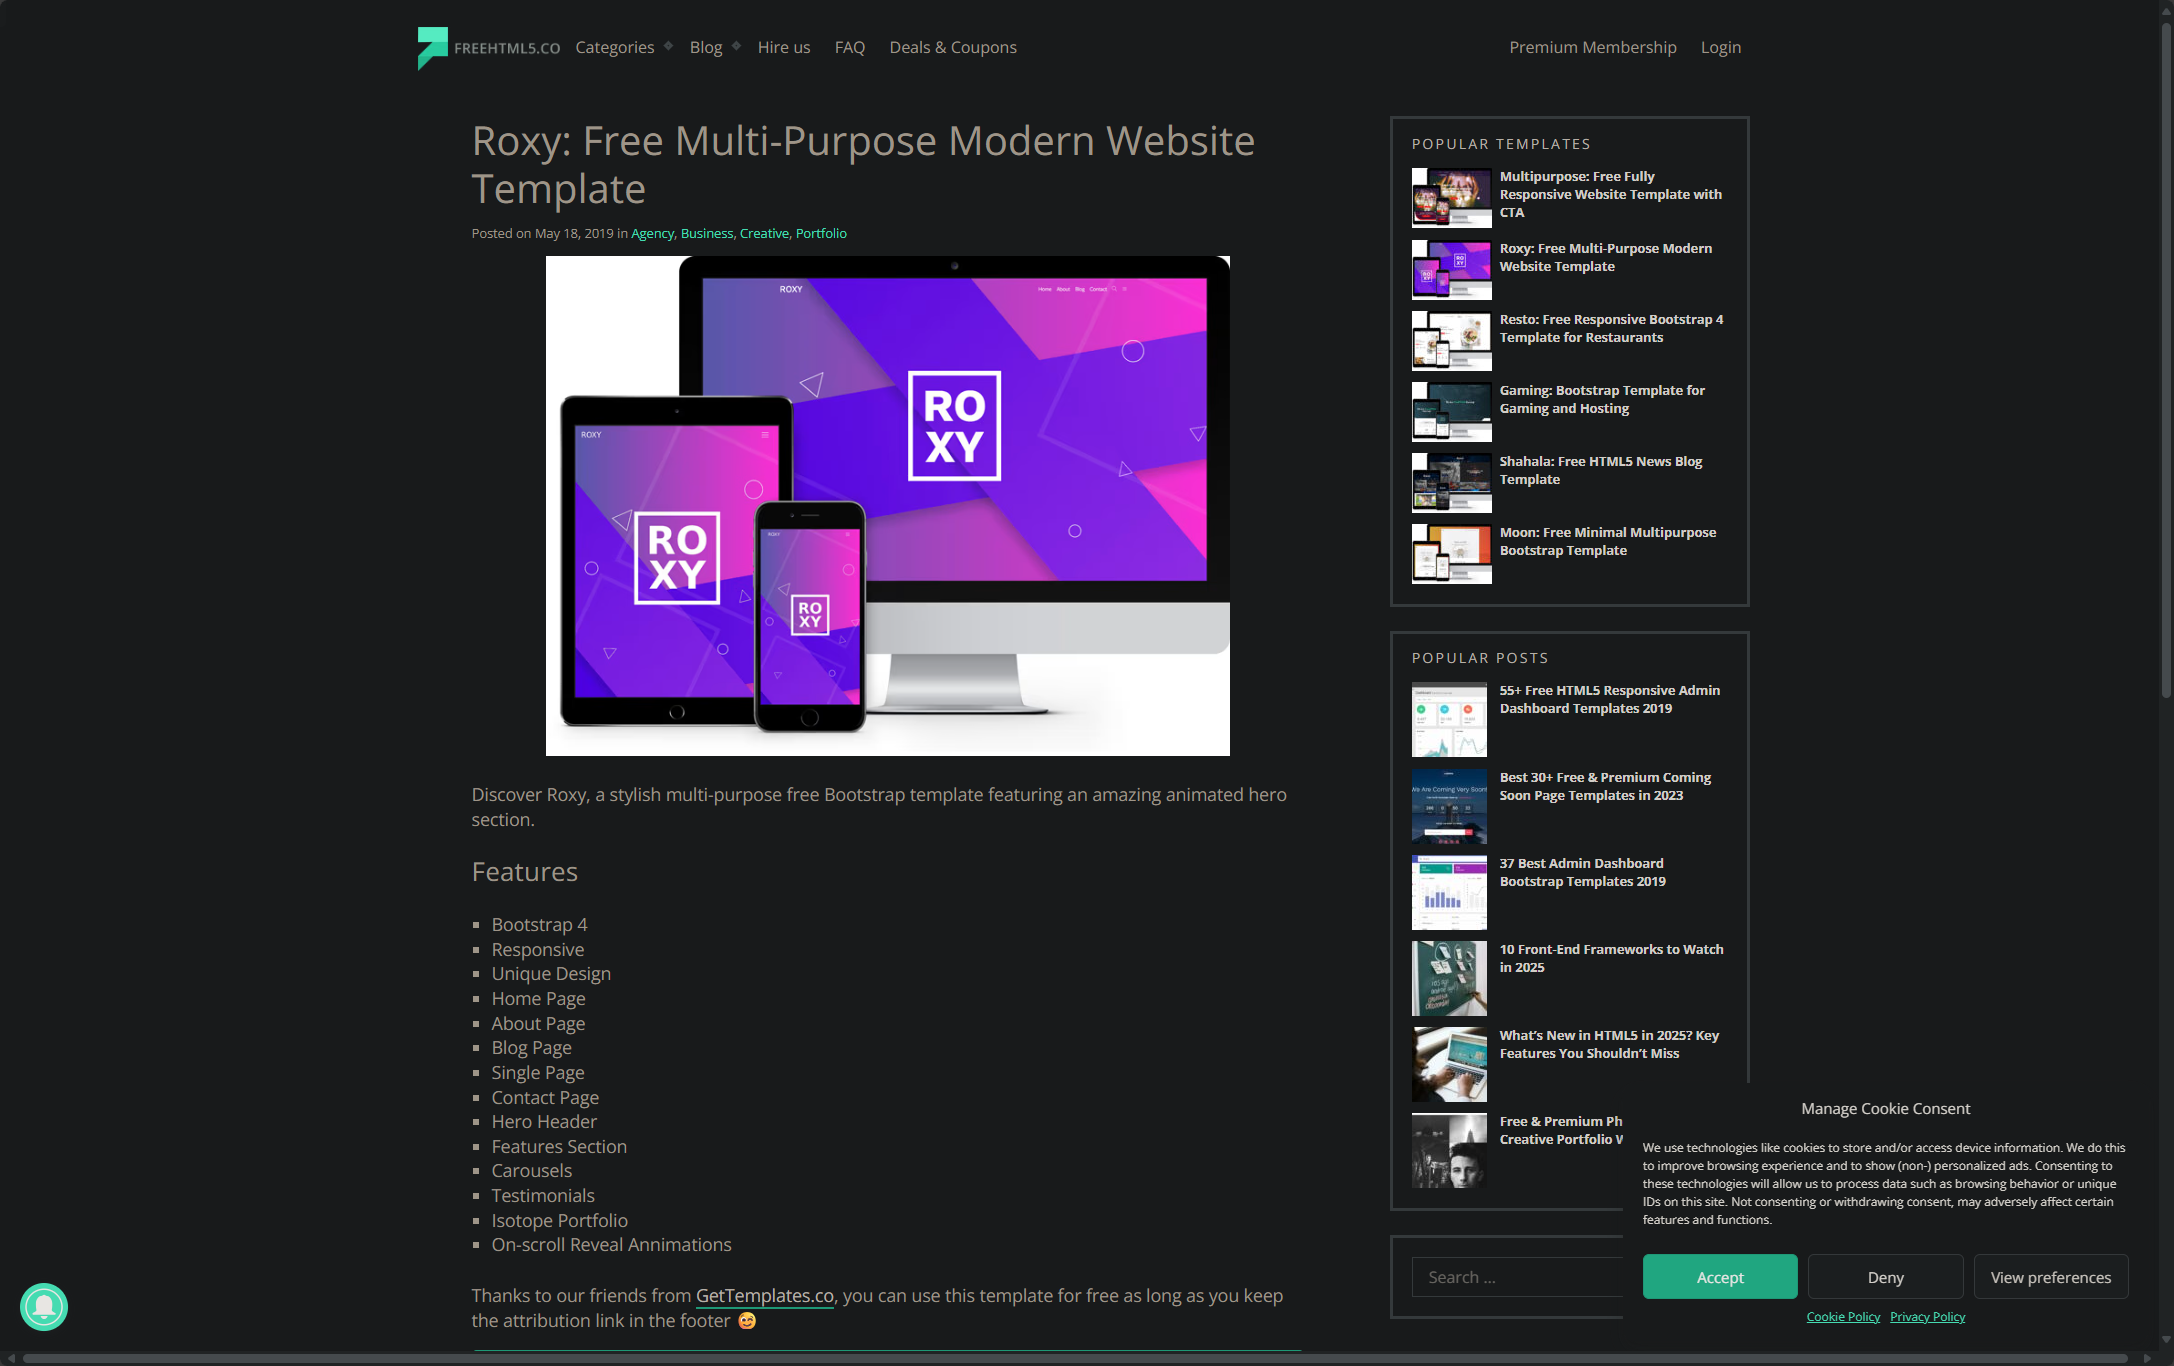 FREEHTML5.CO
Categories
Blog
Hire us
FAQ
Deals & Coupons
Premium Membership
Login
Roxy: Free Multi-Purpose Modern Website
Template
Posted on May 18, 2019 in Agency, Business, Creative, Portfolio
ROXY
Home About Blog Contact
RO
XY
ROXY
RO
XY
ROXY
RO
XY
Discover Roxy, a stylish multi-purpose free Bootstrap template featuring an amazing animated hero
section.
Features
Bootstrap 4
Responsive
Unique Design
Home Page
About Page
Blog Page
Single Page
Contact Page
Hero Header
Features Section
Carousels
Testimonials
Isotope Portfolio
On-scroll Reveal Annimations
Thanks to our friends from GetTemplates.co, you can use this template for free as long as you keep
the attribution link in the footer 😉
POPULAR TEMPLATES
Multipurpose: Free Fully
Responsive Website Template with
CTA
Roxy: Free Multi-Purpose Modern
Website Template
Resto: Free Responsive Bootstrap 4
Template for Restaurants
Gaming: Bootstrap Template for
Gaming and Hosting
Shahala: Free HTML5 News Blog
Template
Moon: Free Minimal Multipurpose
Bootstrap Template
POPULAR POSTS
55+ Free HTML5 Responsive Admin
Dashboard Templates 2019
We Are Coming Very Soon!
Best 30+ Free & Premium Coming
Soon Page Templates in 2023
37 Best Admin Dashboard
Bootstrap Templates 2019
10 Front-End Frameworks to Watch
in 2025
What's New in HTML5 in 2025? Key
Features You Shouldn't Miss
Free & Premium Ph
Creative Portfolio
Search ...
Manage Cookie Consent
We use technologies like cookies to store and/or access device information. We do this
to improve browsing experience and to show (non-) personalized ads. Consenting to
these technologies will allow us to process data such as browsing behavior or unique
IDs on this site. Not consenting or withdrawing consent, may adversely affect certain
features and functions.
Accept
Deny
View preferences
Cookie Policy
Privacy Policy